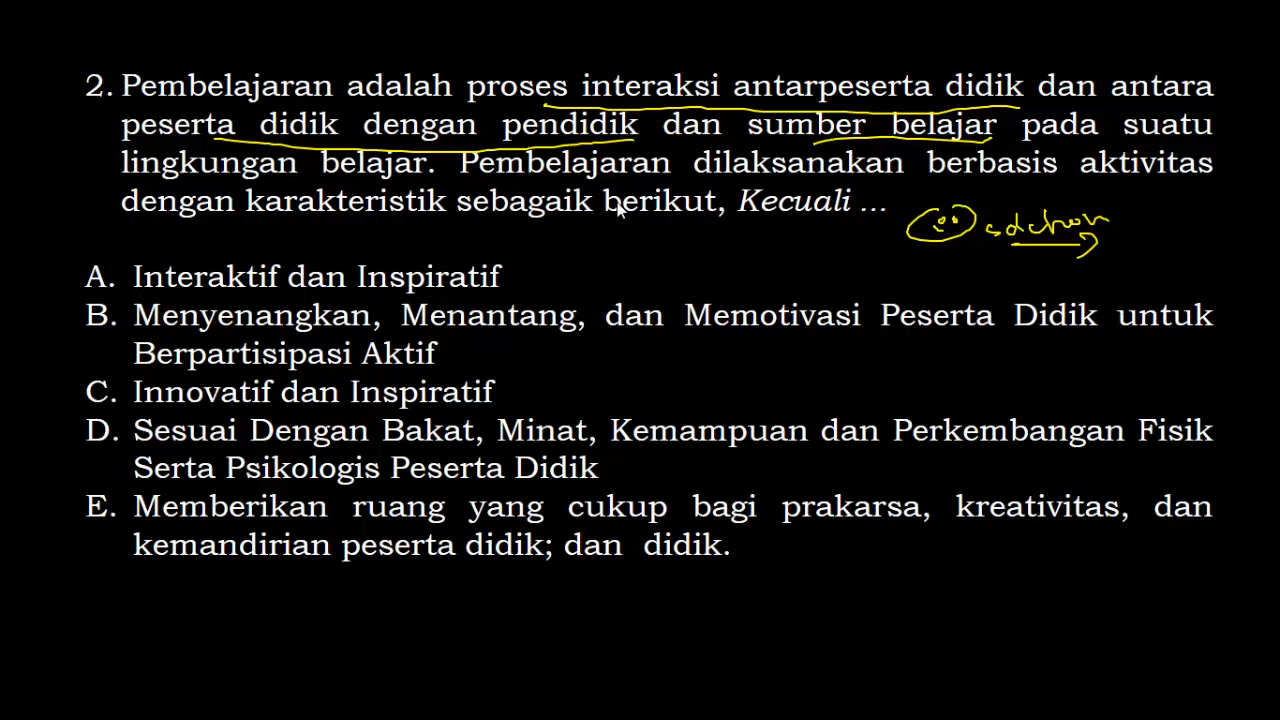 2. Pembelajaran adalah proses interaksi antarpeserta didik dan antara
peserta didik dengan pendidik dan sumber belajar pada suatu
lingkungan belajar. Pembelajaran dilaksanakan berbasis aktivitas
dengan karakteristik sebagaik berikut, Kecuali ...
A. Interaktif dan Inspiratif
B. Menyenangkan, Menantang, dan Memotivasi Peserta Didik untuk
Berpartisipasi Aktif
C. Innovatif dan Inspiratif
D. Sesuai Dengan Bakat, Minat, Kemampuan dan Perkembangan Fisik
Serta Psikologis Peserta Didik
E. Memberikan ruang yang cukup bagi prakarsa, kreativitas, dan
kemandirian peserta didik; dan didik.